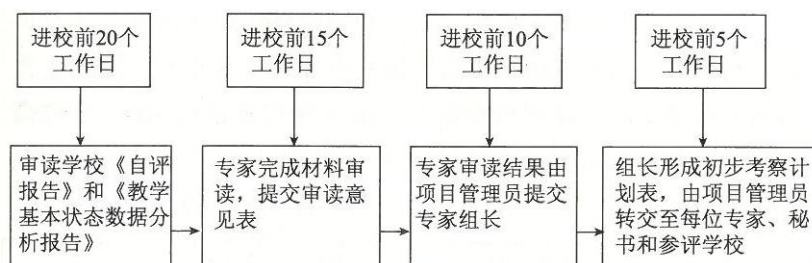 进校前20个
工作日
进校前15个
工作日
进校前10个
工作日
进校前5个
工作日
审读学校《自评
报告》和《教学
基本状态数据分
析报告》
专家完成材料审
读，提交审读意
见表
专家审读结果由
项目管理员提交
专家组长
组长形成初步考察计
划表，由项目管理员
转交至每位专家、秘
书和参评学校